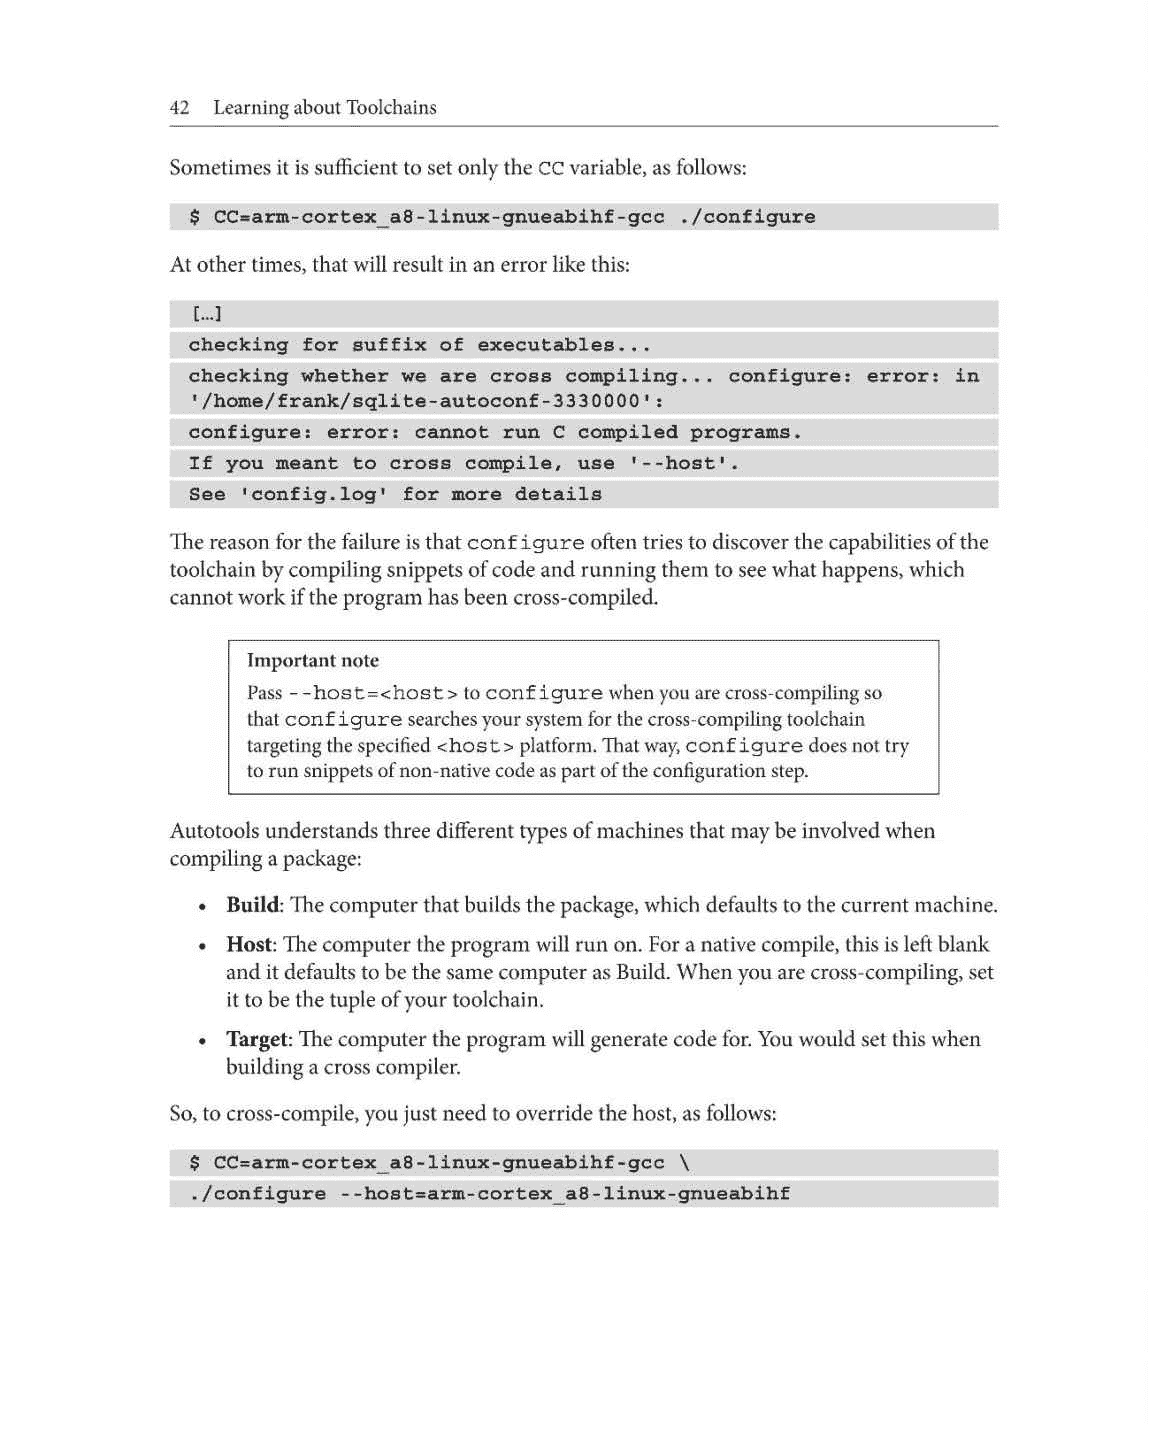 42 Learning about Toolchains
Sometimes it is sufficient to set only the CC variable, as follows:
$ CC=arm-cortex_a8-linux-gnueabihf-gcc ./configure
At other times, that will result in an error like this:
[…]
checking for suffix of executables...
checking whether we are cross compiling... configure: error: in
'/home/frank/sqlite-autoconf-3330000':
configure: error: cannot run C compiled programs.
If you meant to cross compile, use '--host'.
See 'config.log' for more details
The reason for the failure is that configure often tries to discover the capabilities of the
toolchain by compiling snippets of code and running them to see what happens, which
cannot work if the program has been cross-compiled.
Important note
Pass --host=<host> to configure when you are cross-compiling so
that configure searches your system for the cross-compiling toolchain
targeting the specified <host> platform. That way, configure does not try
to run snippets of non-native code as part of the configuration step.
Autotools understands three different types of machines that may be involved when
compiling a package:
• Build: The computer that builds the package, which defaults to the current machine.
• Host: The computer the program will run on. For a native compile, this is left blank
and it defaults to be the same computer as Build. When you are cross-compiling, set
it to be the tuple of your toolchain.
• Target: The computer the program will generate code for. You would set this when
building a cross compiler.
So, to cross-compile, you just need to override the host, as follows:
$ CC=arm-cortex_a8-linux-gnueabihf-gcc \
./configure --host=arm-cortex_a8-linux-gnueabihf